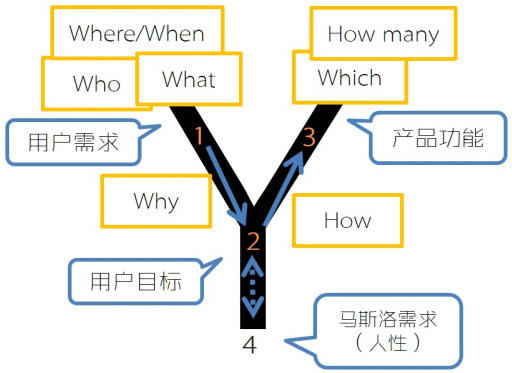 Where/When
How many
Who
What
Which
1
3
用户需求
产品功能
Why
How
2
用户目标
马斯洛需求
（人性）
4